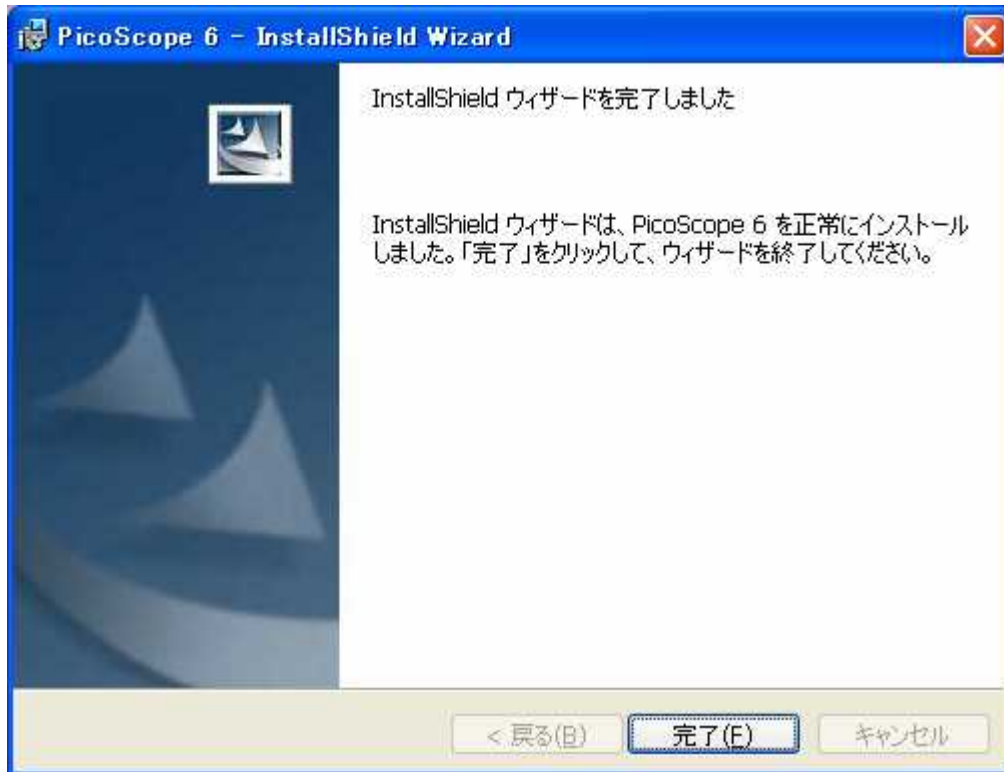 PicoScope 6 - InstallShield Wizard
InstallShield ウィザードを完了しました
InstallShield ウィザードは、PicoScope 6 を正常にインストール
しました。「完了」をクリックして、ウィザードを終了してください。
< 戻る(B) 完了(F) キャンセル